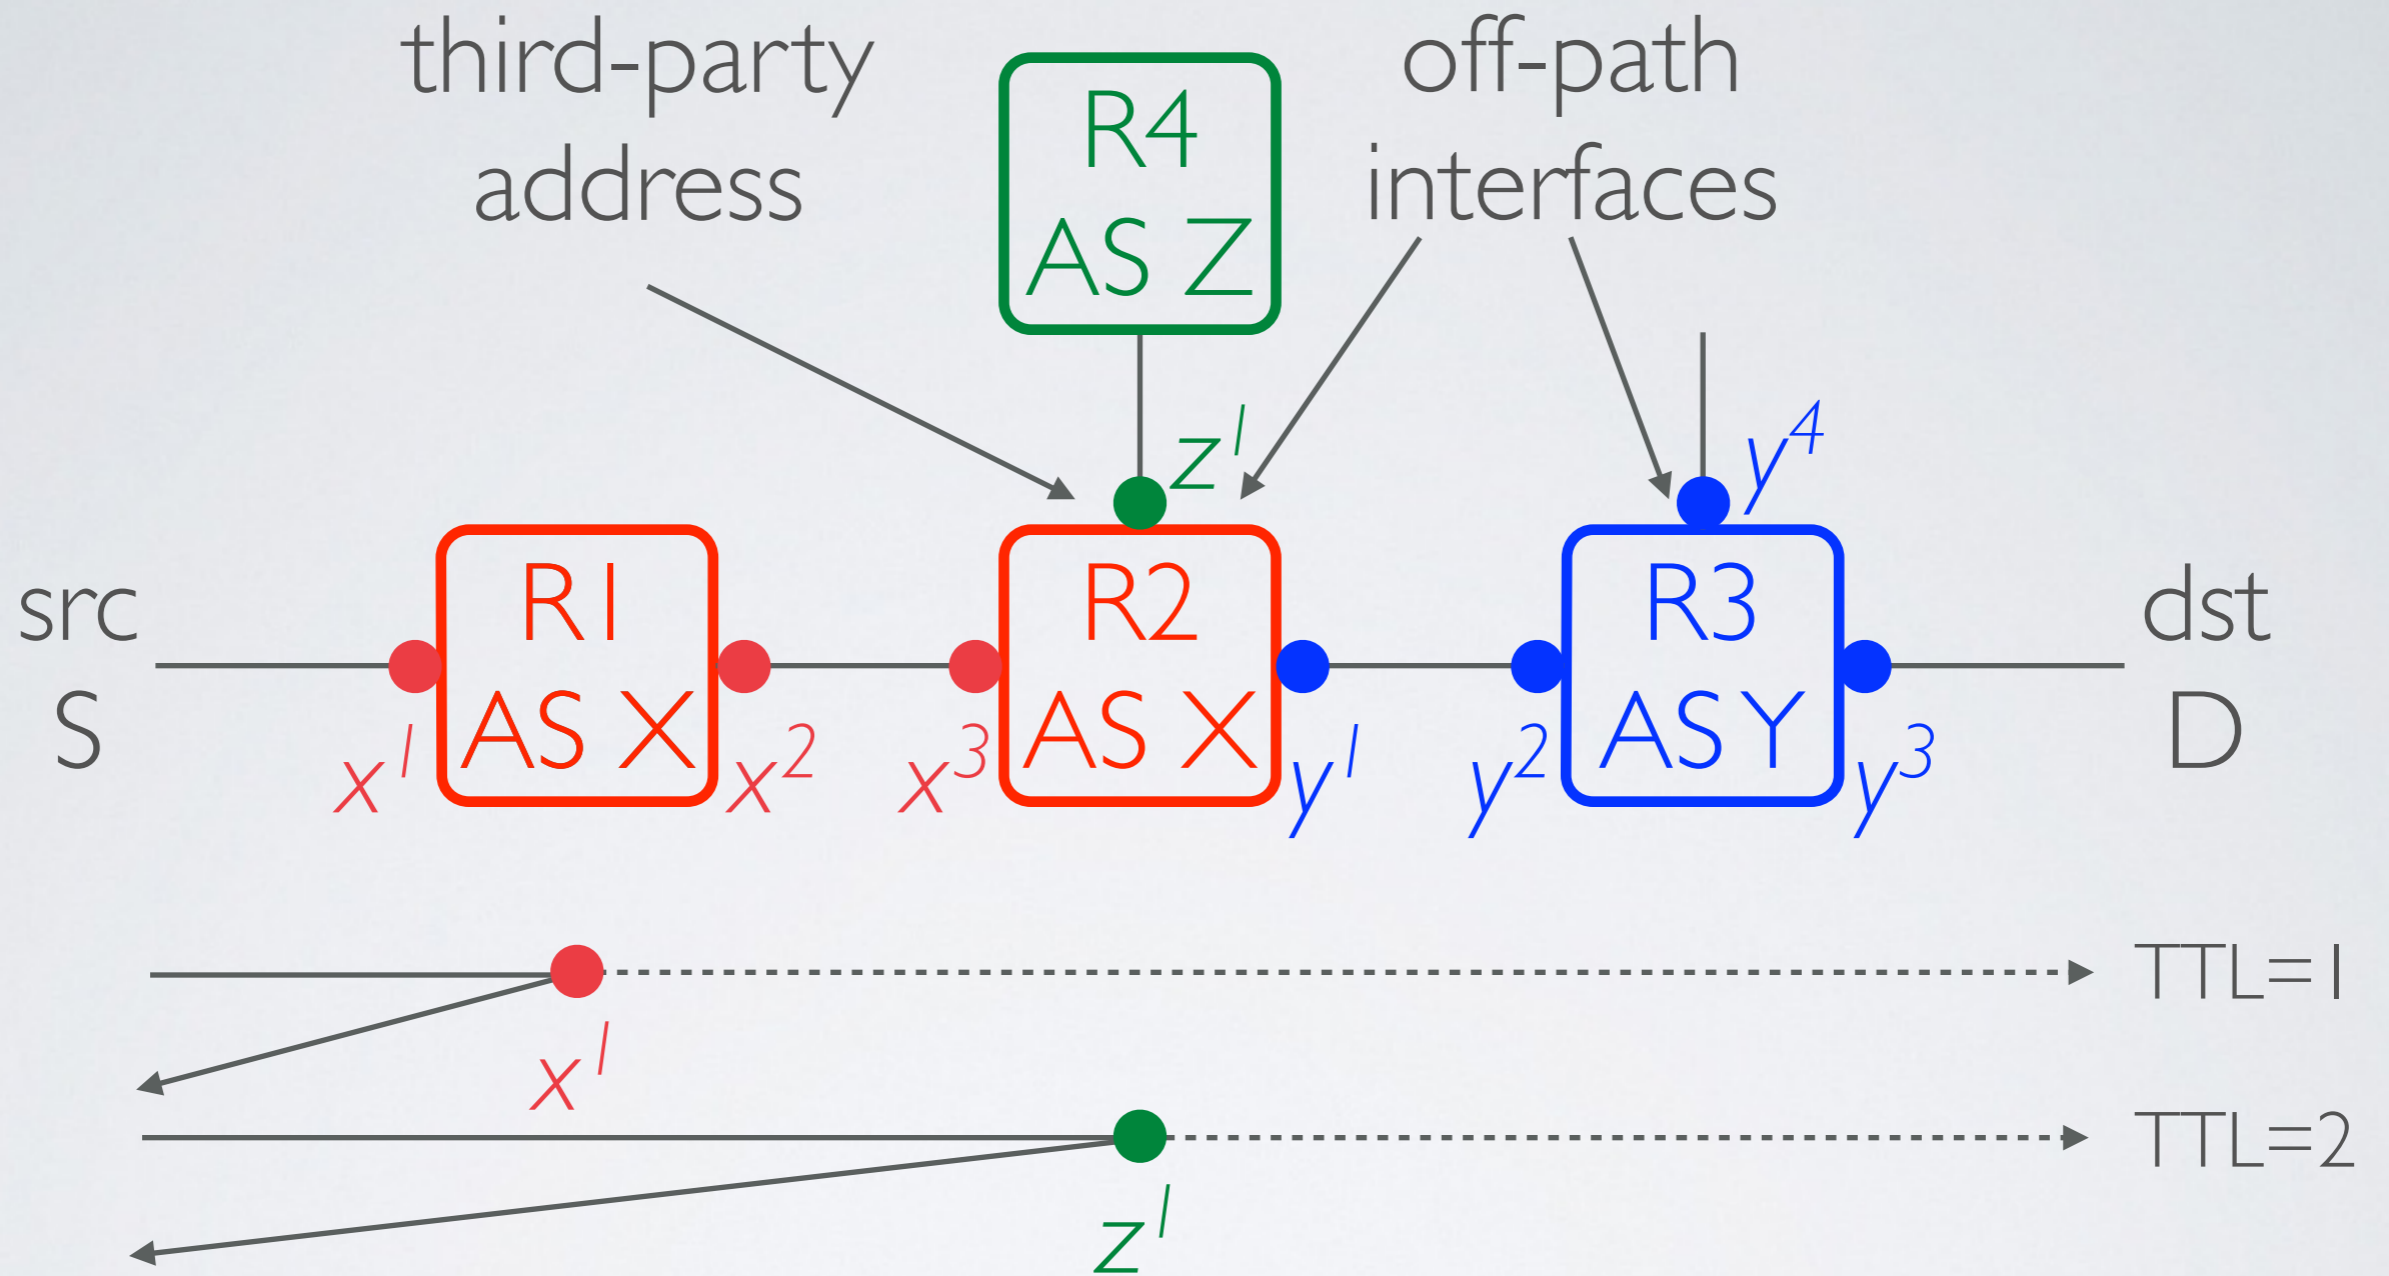 third-party
address
R4
AS Z
off-path
interfaces
z¹
y⁴
src
S
R1
AS X
R2
AS X
R3
AS Y
dst
D
x¹
x²
x³
y¹
y²
y³
TTL=1
x¹
TTL=2
z¹